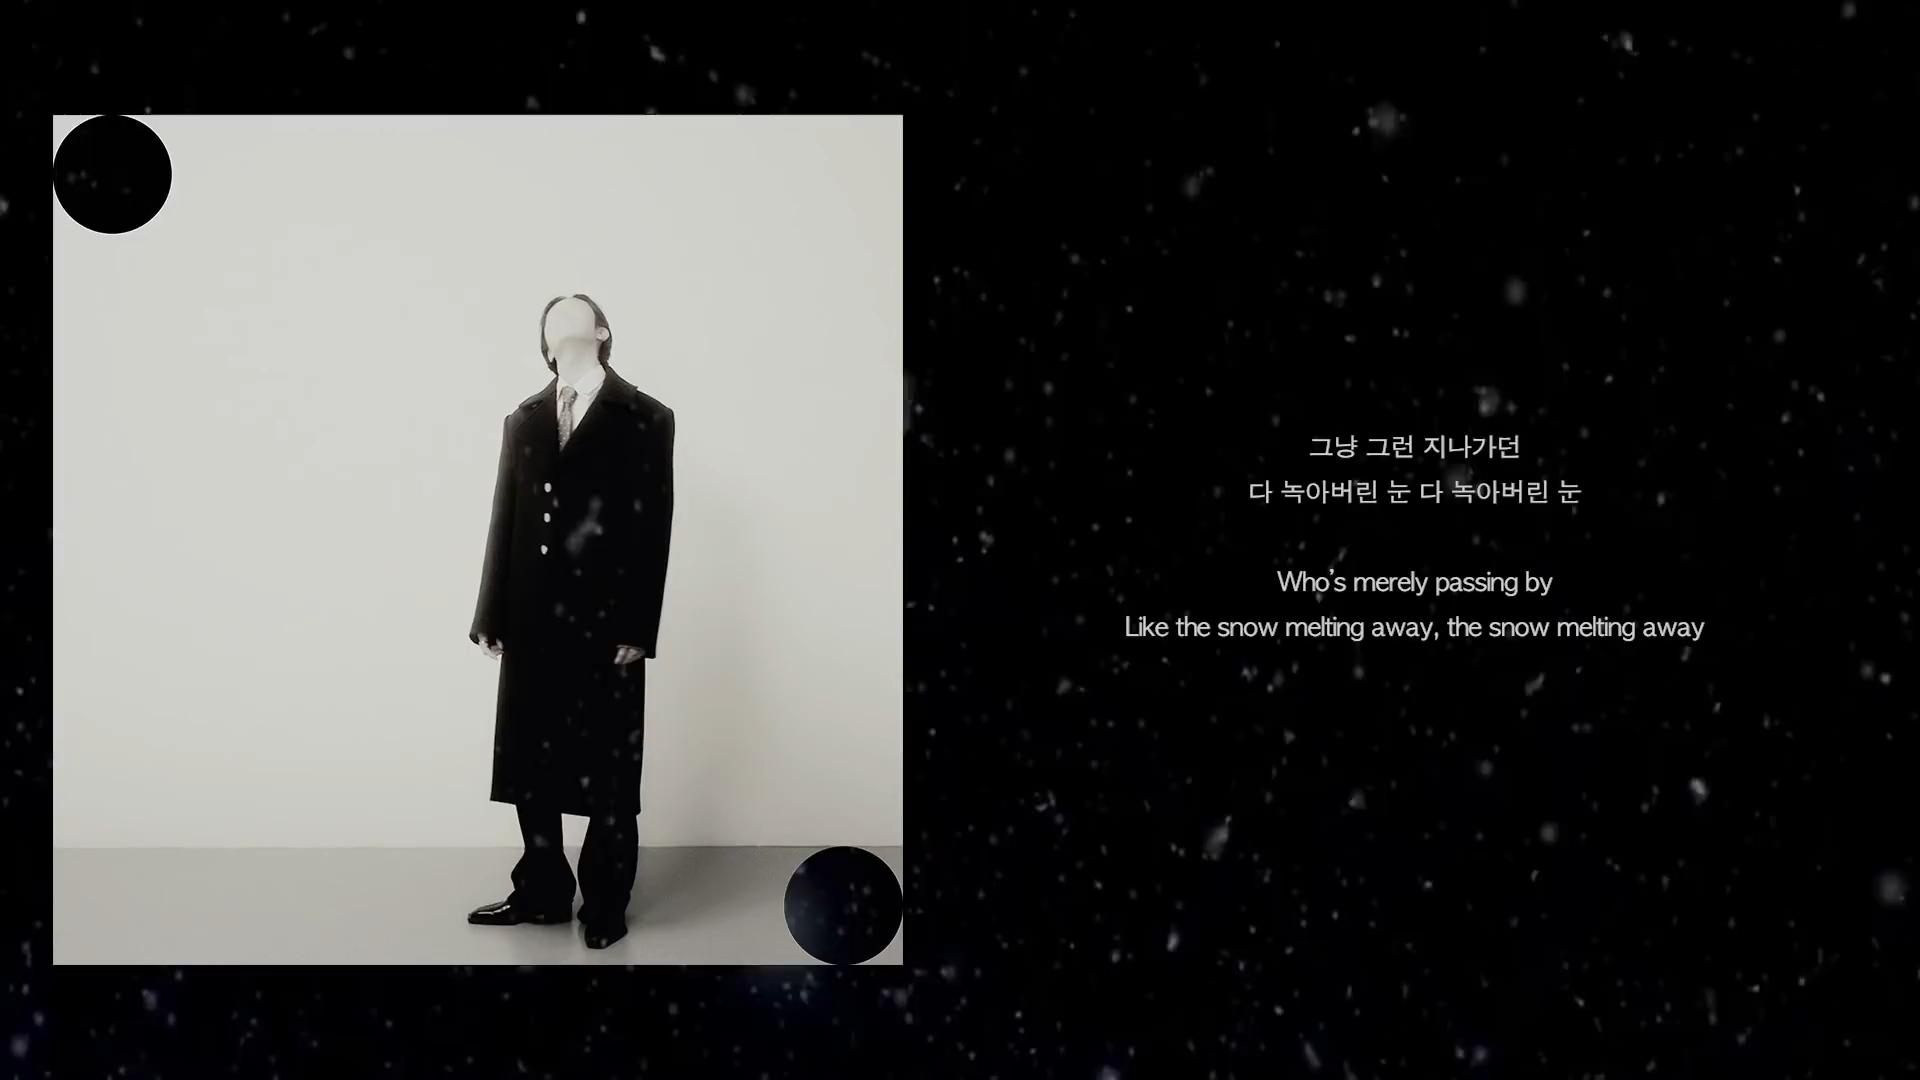 그냥 그런 지나가던
다 녹아버린 눈 다 녹아버린 눈
Who's merely passing by
Like the snow melting away, the snow melting away